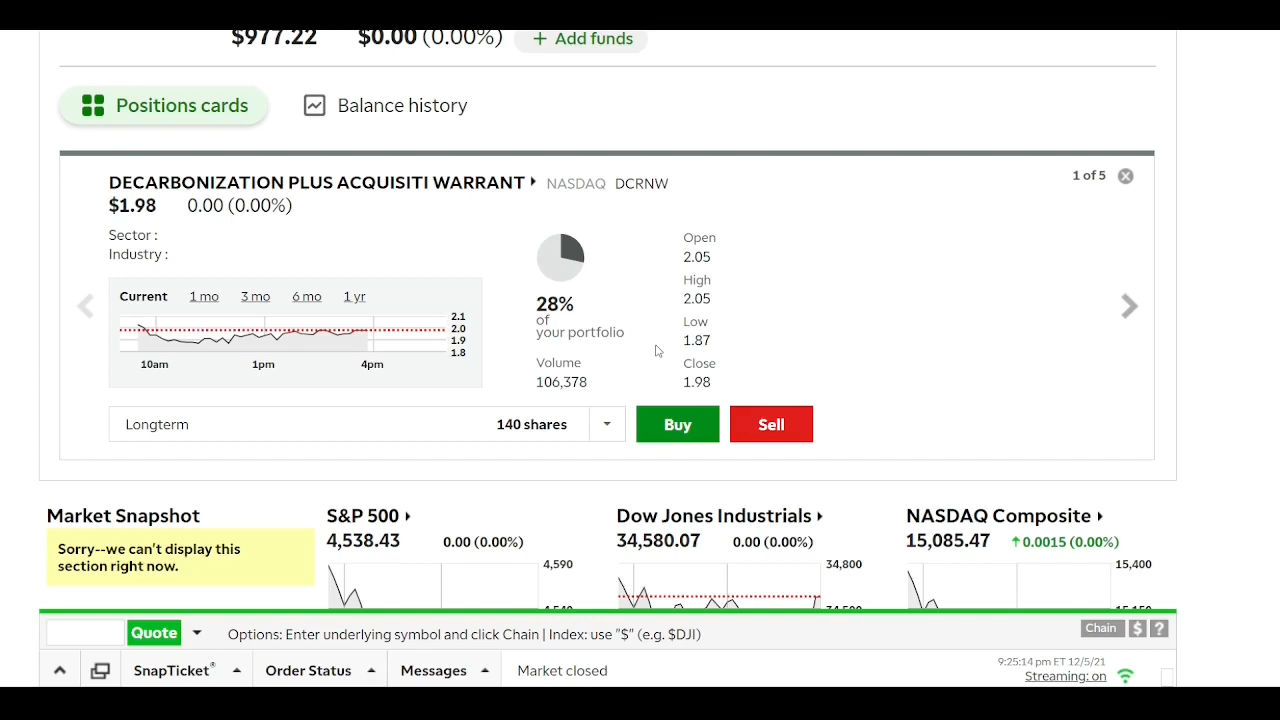 $977.22 $0.00 (0.00%) + Add funds
Positions cards Balance history
DECARBONIZATION PLUS ACQUISITI WARRANT NASDAQ DCRNW
1 of 5
$1.98 0.00 (0.00%)
Sector :
Industry :
Current 1 mo 3 mo 6 mo 1 yr
2.1
2.0
1.9
1.8
10am 1pm 4pm
28%
of
your portfolio
Volume
106,378
Open
2.05
High
2.05
Low
1.87
Close
1.98
Longterm 140 shares Buy Sell
Market Snapshot
Sorry--we can't display this
section right now.
S&P 500
4,538.43 0.00 (0.00%)
4,590
4,540
Dow Jones Industrials
34,580.07 0.00 (0.00%)
34,800
34,500
NASDAQ Composite
15,085.47 0.0015 (0.00%)
15,400
15,150
Quote Options: Enter underlying symbol and click Chain | Index: use "$" (e.g. $DJI) Chain $ ?
SnapTicket® Order Status Messages Market closed
9:25:14 pm ET 12/5/21
Streaming: on